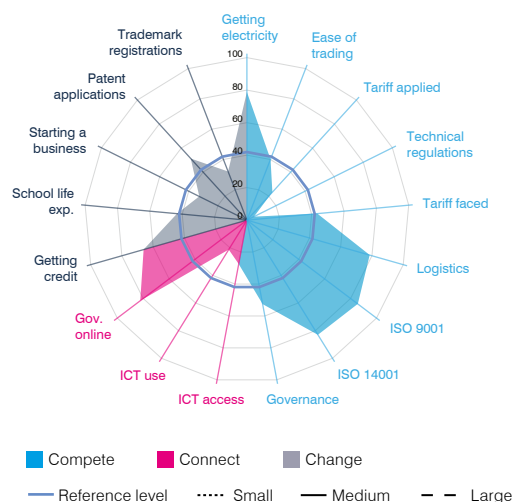 Getting
electricity
Trademark
registrations
Ease of
trading
Patent
applications
Tariff applied
Starting a
business
Technical
regulations
School life
exp.
Tariff faced
Getting
credit
Logistics
Gov.
online
ISO 9001
ICT use
ISO 14001
ICT access
Governance
100
80
60
40
20
0
Compete
Connect
Change
Reference level
Small
Medium
Large